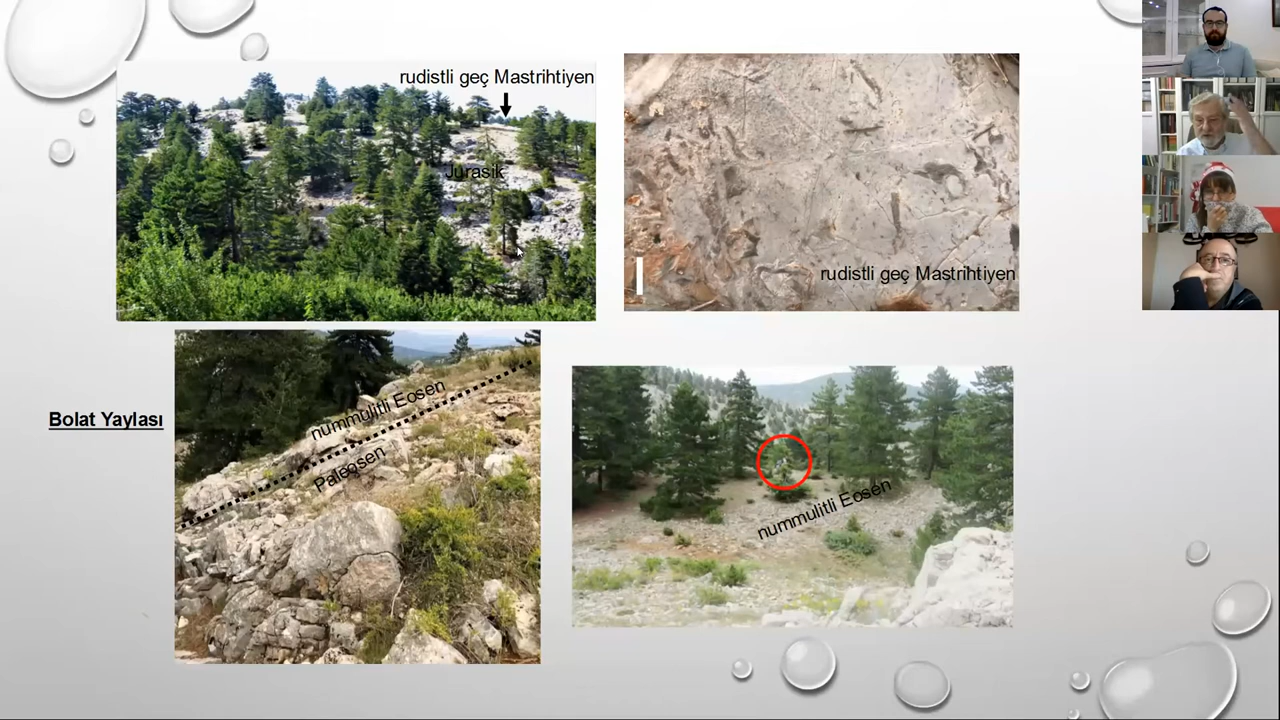 rudistli geç Mastrihtiyen
Jurasik
rudistli geç Mastrihtiyen
Bolat Yaylası
nummulitli Eosen
Paleosen
nummulitli Eosen